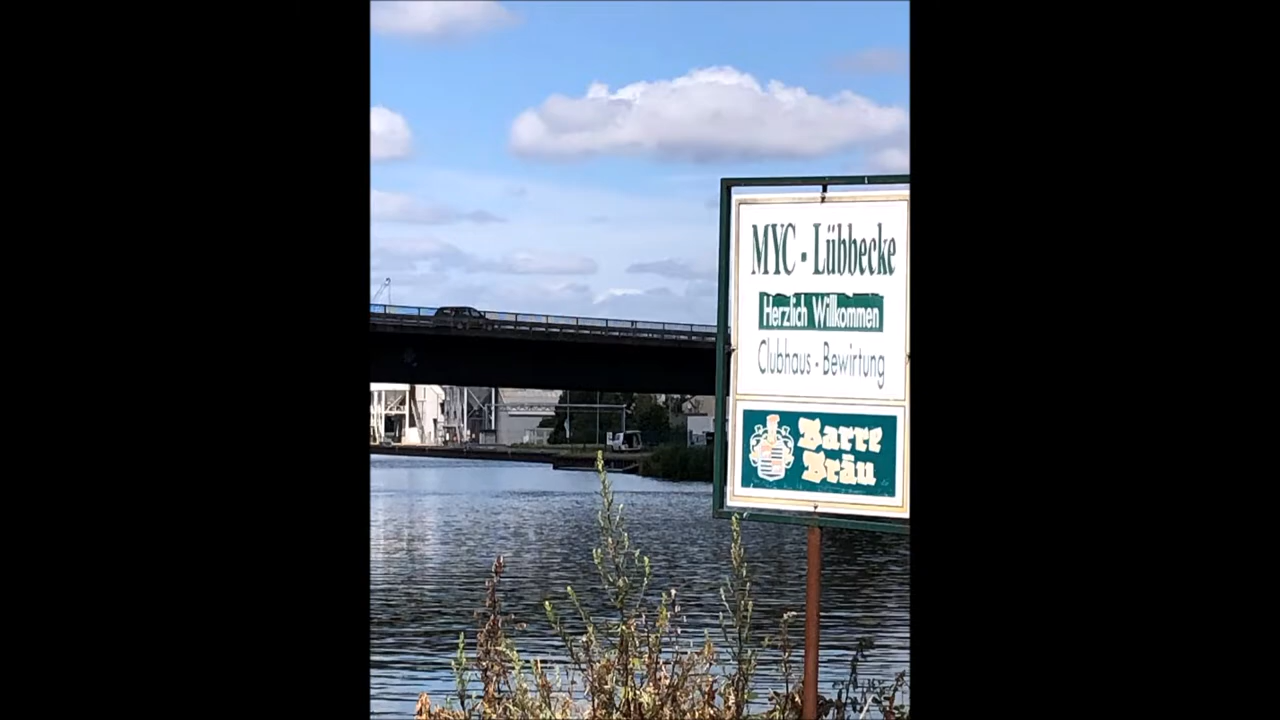 MYC - Lübbecke
Herzlich Willkommen
Clubhaus - Bewirtung
Barre
Bräu